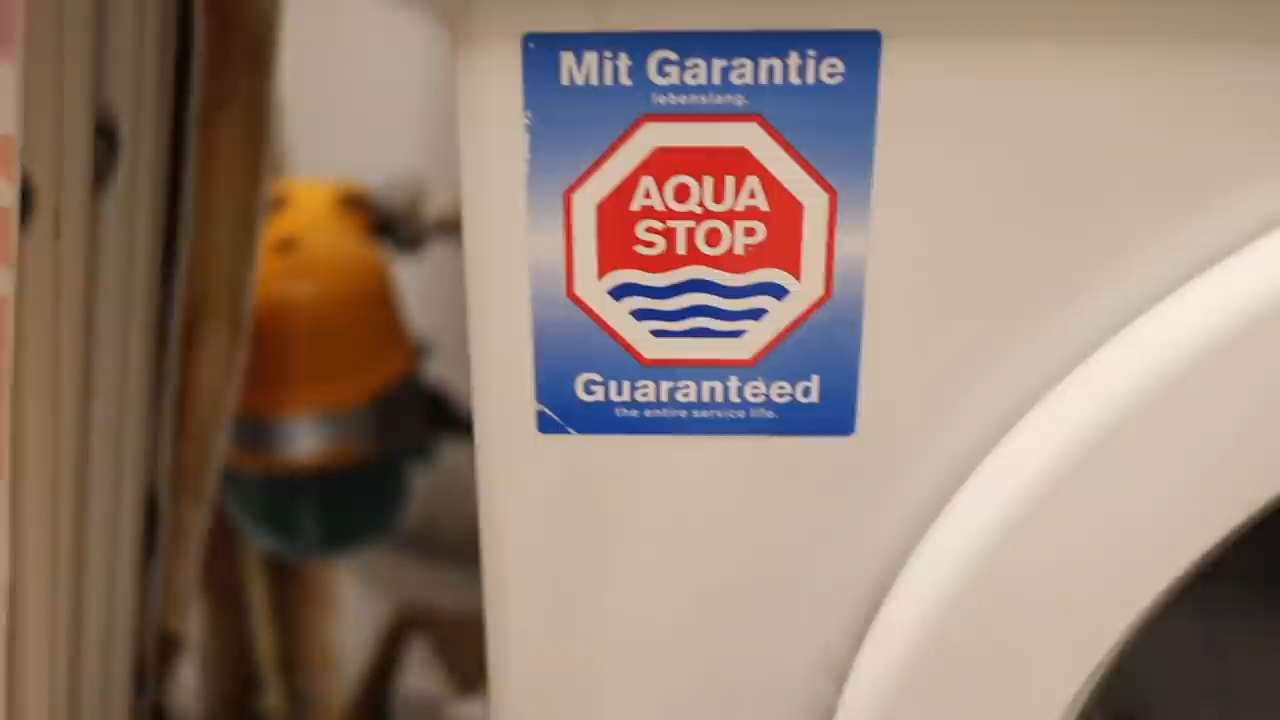 Mit Garantie
lebenslang.
AQUA
STOP
Guaranteed
the entire service life.